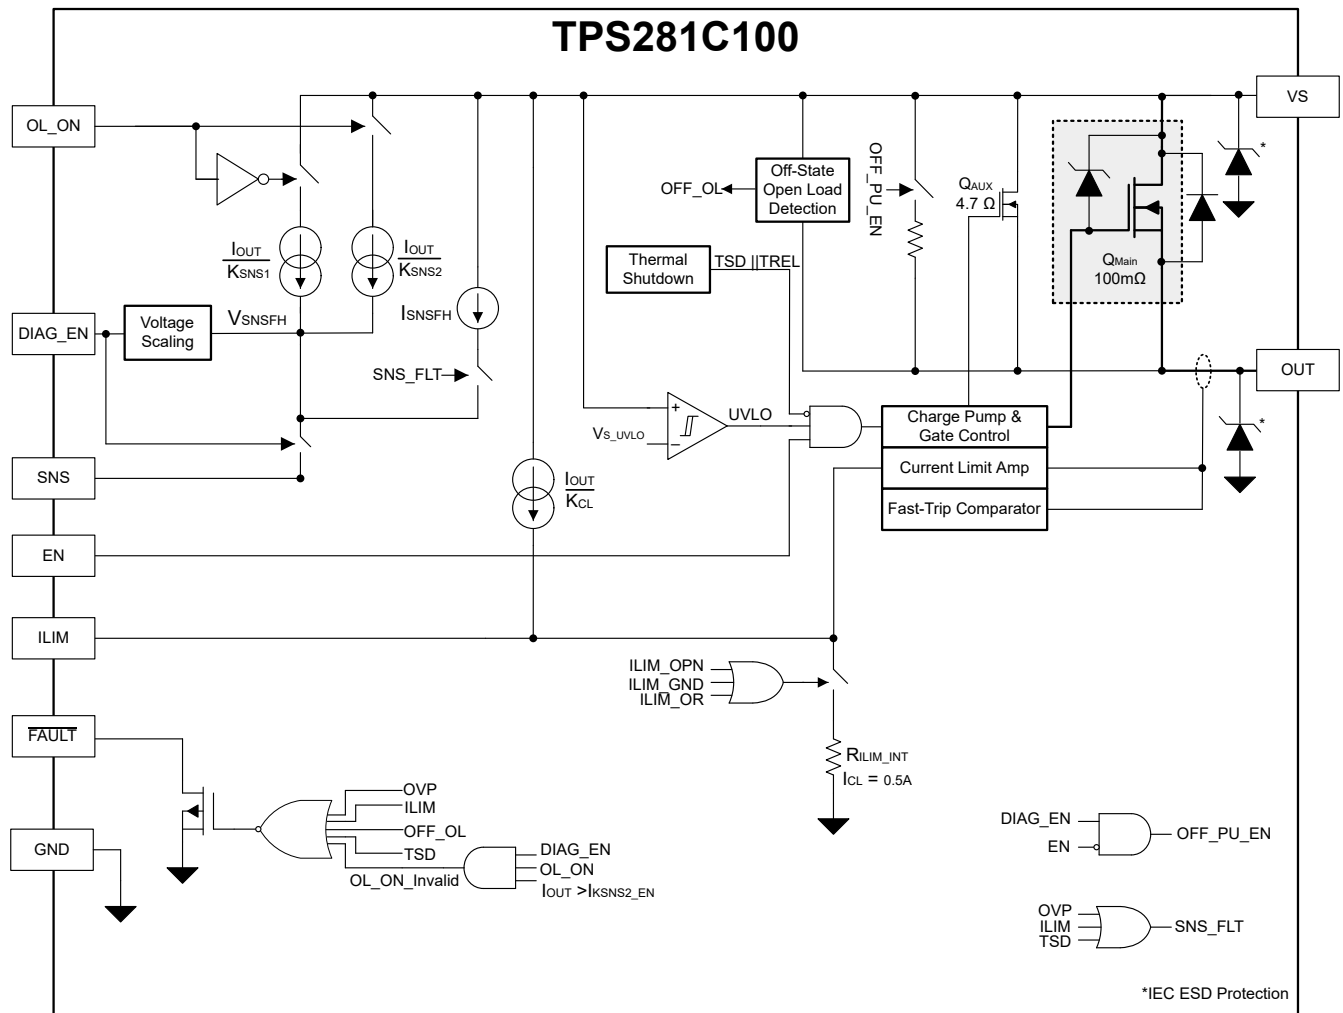 TPS281C100
VS
OL_ON
OFF_PU_EN
Off-State
Open Load
Detection
OFF_OL
QAUX
4.7 Ω
*
IOUT
KSNS1
IOUT
KSNS2
Thermal
Shutdown
TSD ||TREL
QMain
100mΩ
DIAG_EN
Voltage
Scaling
VSNSFH
ISNSFH
SNS_FLT
OUT
UVLO
+
VS_UVLO
−
Charge Pump &
Gate Control
*
SNS
IOUT
KCL
Current Limit Amp
Fast-Trip Comparator
EN
ILIM
ILIM_OPN
ILIM_GND
ILIM_OR
FAULT
RILIM_INT
ICL = 0.5A
OVP
ILIM
OFF_OL
TSD
OL_ON_Invalid
DIAG_EN
OL_ON
IOUT >IKSNS2_EN
GND
DIAG_EN
EN
OFF_PU_EN
OVP
ILIM
TSD
SNS_FLT
*IEC ESD Protection